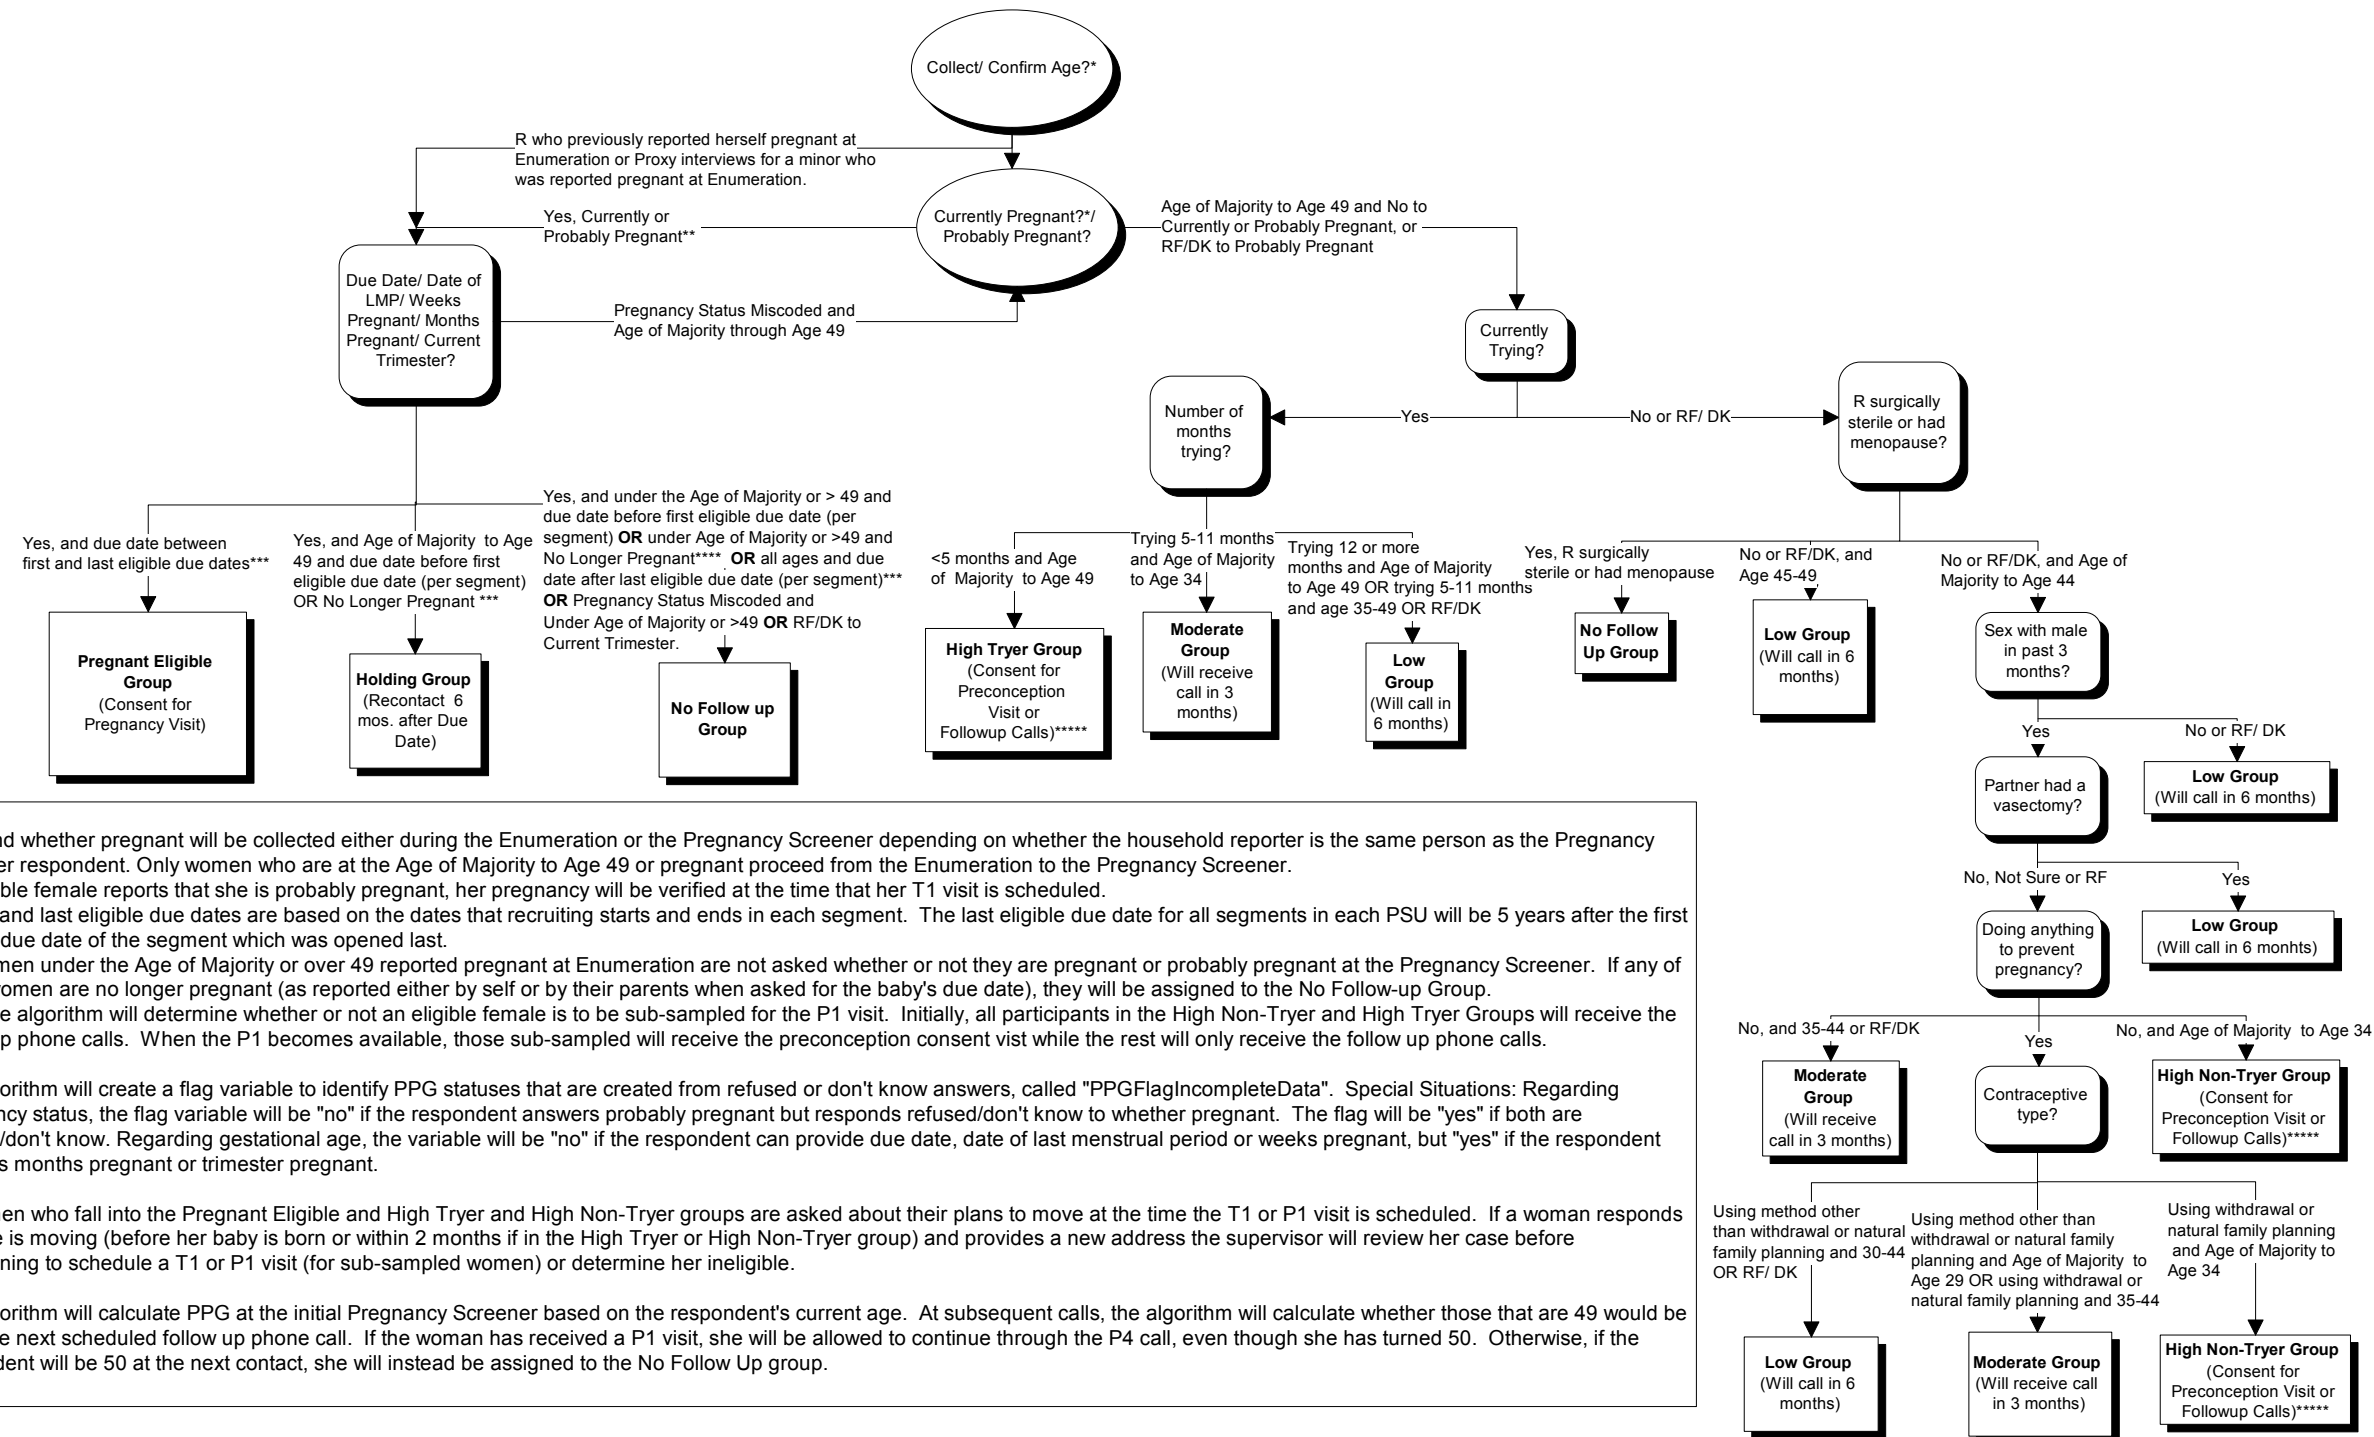 Collect/ Confirm Age?*
R who previously reported herself pregnant at
Enumeration or Proxy interviews for a minor who
was reported pregnant at Enumeration.
Yes, Currently or
Probably Pregnant**
Currently Pregnant?*/
Probably Pregnant?
Age of Majority to Age 49 and No to
Currently or Probably Pregnant, or
RF/DK to Probably Pregnant
Due Date/ Date of
LMP/ Weeks
Pregnant/ Months
Pregnant/ Current
Trimester?
Pregnancy Status Miscoded and
Age of Majority through Age 49
Currently
Trying?
Number of
months
trying?
Yes
No or RF/ DK
R surgically
sterile or had
menopause?
Yes, and due date between
first and last eligible due dates***
Yes, and Age of Majority to Age
49 and due date before first
eligible due date (per segment)
OR No Longer Pregnant ***
Yes, and under the Age of Majority or > 49 and
due date before first eligible due date (per
segment) OR under Age of Majority or >49 and
No Longer Pregnant**** OR all ages and due
date after last eligible due date (per segment)***
OR Pregnancy Status Miscoded and
Under Age of Majority or >49 OR RF/DK to
Current Trimester.
<5 months and Age
of Majority to Age 49
Trying 5-11 months
and Age of Majority
to Age 34
Trying 12 or more
months and Age of Majority
to Age 49 OR trying 5-11 months
and age 35-49 OR RF/DK
Yes, R surgically
sterile or had menopause
No or RF/DK, and
Age 45-49
No or RF/DK, and Age of
Majority to Age 44
Pregnant Eligible
Group
(Consent for
Pregnancy Visit)
Holding Group
(Recontact 6
mos. after Due
Date)
No Follow up
Group
High Tryer Group
(Consent for
Preconception
Visit or
Followup Calls)*****
Moderate
Group
(Will receive
call in 3
months)
Low
Group
(Will call in
6 months)
No Follow
Up Group
Low Group
(Will call in 6
months)
Sex with male
in past 3
months?
Yes
No or RF/ DK
Partner had a
vasectomy?
Low Group
(Will call in 6 months)
No, Not Sure or RF
Yes
Doing anything
to prevent
pregnancy?
Low Group
(Will call in 6 monhts)
No, and 35-44 or RF/DK
Yes
No, and Age of Majority to Age 34
Moderate
Group
(Will receive
call in 3 months)
Contraceptive
type?
High Non-Tryer Group
(Consent for
Preconception Visit or
Followup Calls)*****
Using method other
than withdrawal or natural
family planning and 30-44
OR RF/ DK
Using method other than
withdrawal or natural family
planning and Age of Majority to
Age 29 OR using withdrawal or
natural family planning and 35-44
Using withdrawal or
natural family planning
and Age of Majority to
Age 34
Low Group
(Will call in 6
months)
Moderate Group
(Will receive call
in 3 months)
High Non-Tryer Group
(Consent for
Preconception Visit or
Followup Calls)*****
whether pregnant will be collected either during the Enumeration or the Pregnancy Screener depending on whether the household reporter is the same person as the Pregnancy
respondent. Only women who are at the Age of Majority to Age 49 or pregnant proceed from the Enumeration to the Pregnancy Screener.
female reports that she is probably pregnant, her pregnancy will be verified at the time that her T1 visit is scheduled.
and last eligible due dates are based on the dates that recruiting starts and ends in each segment. The last eligible due date for all segments in each PSU will be 5 years after the first
due date of the segment which was opened last.
under the Age of Majority or over 49 reported pregnant at Enumeration are not asked whether or not they are pregnant or probably pregnant at the Pregnancy Screener. If any of
women are no longer pregnant (as reported either by self or by their parents when asked for the baby's due date), they will be assigned to the No Follow-up Group.
algorithm will determine whether or not an eligible female is to be sub-sampled for the P1 visit. Initially, all participants in the High Non-Tryer and High Tryer Groups will receive the
phone calls. When the P1 becomes available, those sub-sampled will receive the preconception consent vist while the rest will only receive the follow up phone calls.
will create a flag variable to identify PPG statuses that are created from refused or don't know answers, called "PPGFlagIncompleteData". Special Situations: Regarding
status, the flag variable will be "no" if the respondent answers probably pregnant but responds refused/don't know to whether pregnant. The flag will be "yes" if both are
/don't know. Regarding gestational age, the variable will be "no" if the respondent can provide due date, date of last menstrual period or weeks pregnant, but "yes" if the respondent
months pregnant or trimester pregnant.
who fall into the Pregnant Eligible and High Tryer and High Non-Tryer groups are asked about their plans to move at the time the T1 or P1 visit is scheduled. If a woman responds
is moving (before her baby is born or within 2 months if in the High Tryer or High Non-Tryer group) and provides a new address the supervisor will review her case before
to schedule a T1 or P1 visit (for sub-sampled women) or determine her ineligible.
will calculate PPG at the initial Pregnancy Screener based on the respondent's current age. At subsequent calls, the algorithm will calculate whether those that are 49 would be
next scheduled follow up phone call. If the woman has received a P1 visit, she will be allowed to continue through the P4 call, even though she has turned 50. Otherwise, if the
will be 50 at the next contact, she will instead be assigned to the No Follow Up group.